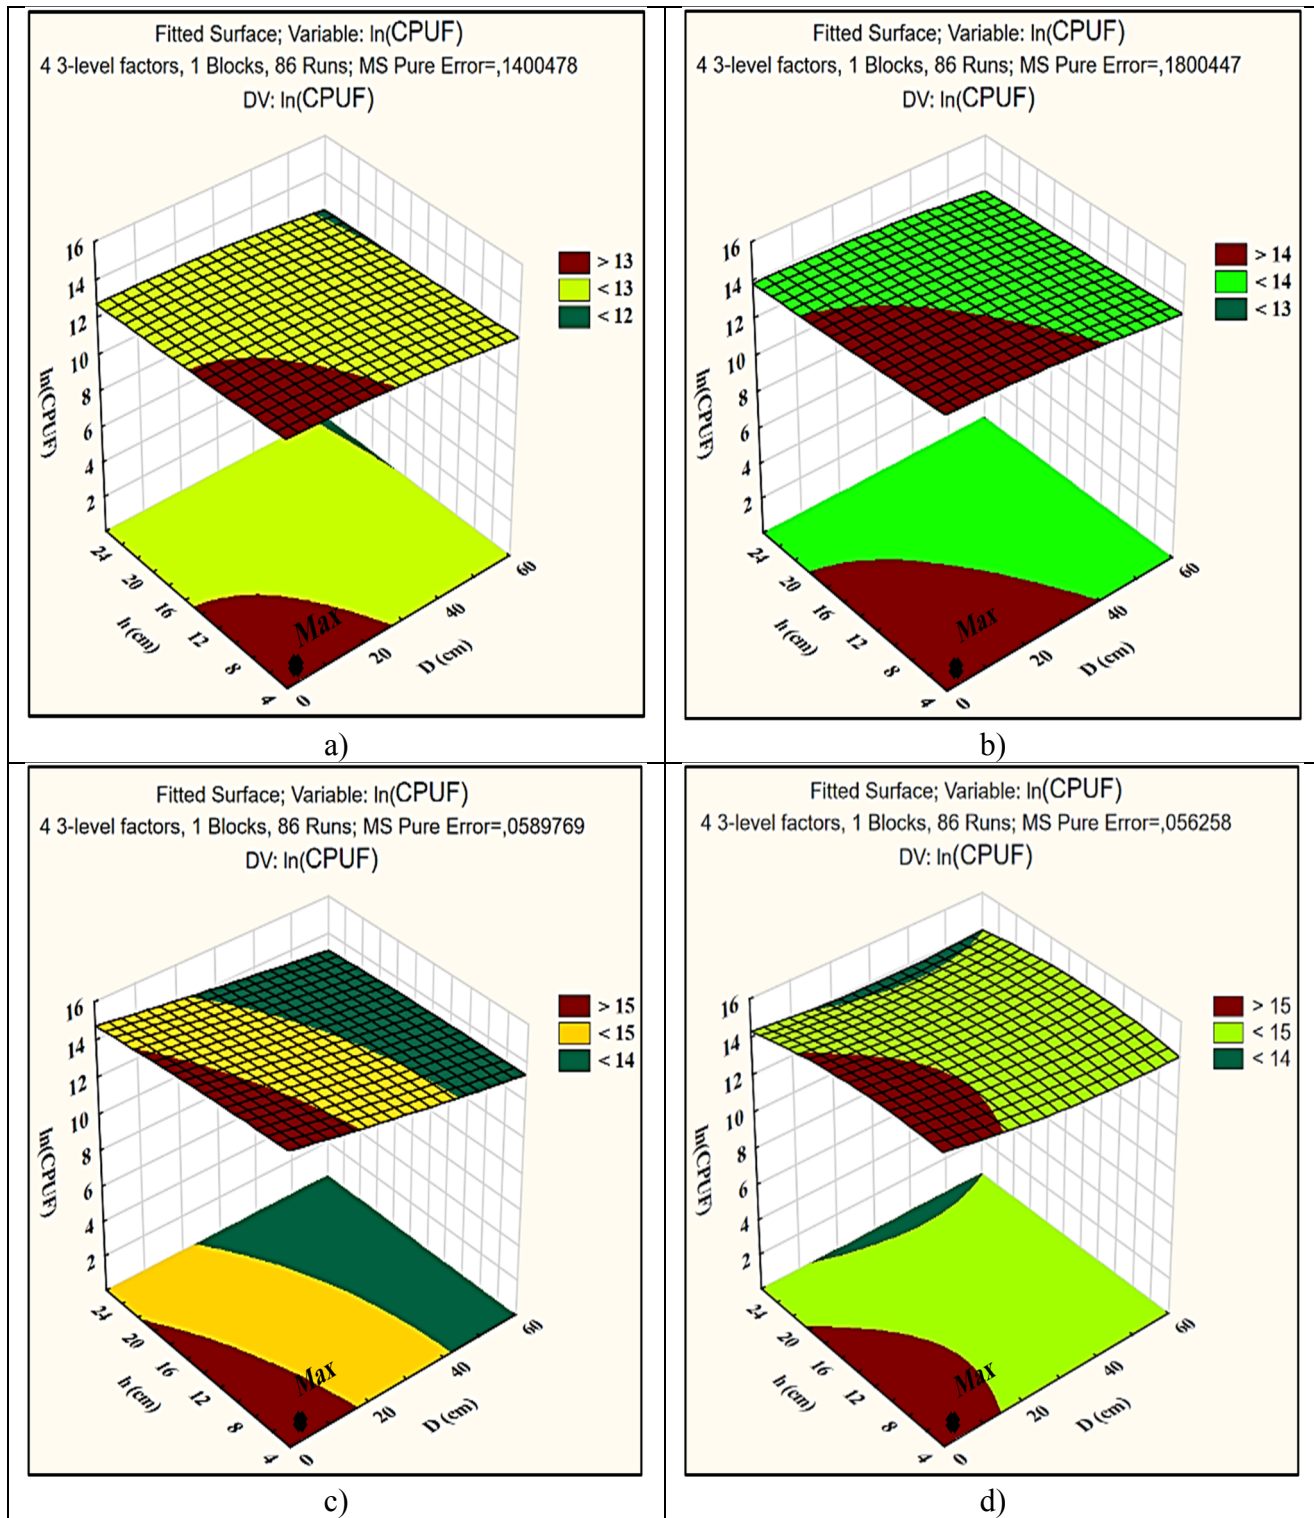 Fitted Surface; Variable: ln(CPUF)
4 3-level factors, 1 Blocks, 86 Runs; MS Pure Error=,1400478
DV: ln(CPUF)
> 13
< 13
< 12
16
14
12
10
8
6
4
2
ln(CPUF)
24
20
16
12
8
4
h(cm)
0
20
40
60
D (cm)
Max
a)
Fitted Surface; Variable: ln(CPUF)
4 3-level factors, 1 Blocks, 86 Runs; MS Pure Error=,1800447
DV: ln(CPUF)
> 14
< 14
< 13
16
14
12
10
8
6
4
2
ln(CPUF)
24
20
16
12
8
4
h(cm)
0
20
40
60
D (cm)
Max
b)
Fitted Surface; Variable: ln(CPUF)
4 3-level factors, 1 Blocks, 86 Runs; MS Pure Error=,0589769
DV: ln(CPUF)
> 15
< 15
< 14
16
14
12
10
8
6
4
2
ln(CPUF)
24
20
16
12
8
4
h(cm)
0
20
40
60
D (cm)
Max
c)
Fitted Surface; Variable: ln(CPUF)
4 3-level factors, 1 Blocks, 86 Runs; MS Pure Error=,056258
DV: ln(CPUF)
> 15
< 15
< 14
16
14
12
10
8
6
4
2
ln(CPUF)
24
20
16
12
8
4
h(cm)
0
20
40
60
D (cm)
Max
d)